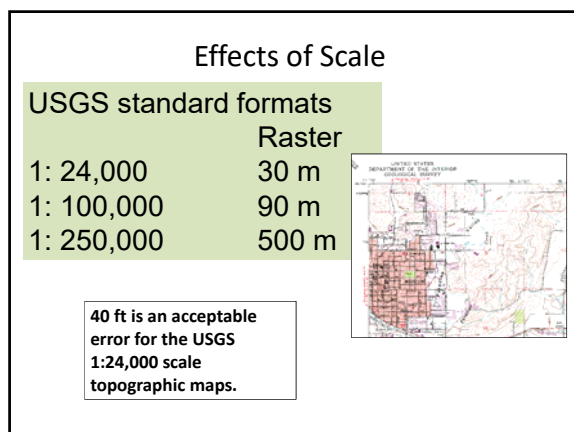 Effects of Scale
USGS standard formats
Raster
1: 24,000 30 m
1: 100,000 90 m
1: 250,000 500 m
UNITED STATES
DEPARTMENT OF THE INTERIOR
GEOLOGICAL SURVEY
40 ft is an acceptable
error for the USGS
1:24,000 scale
topographic maps.